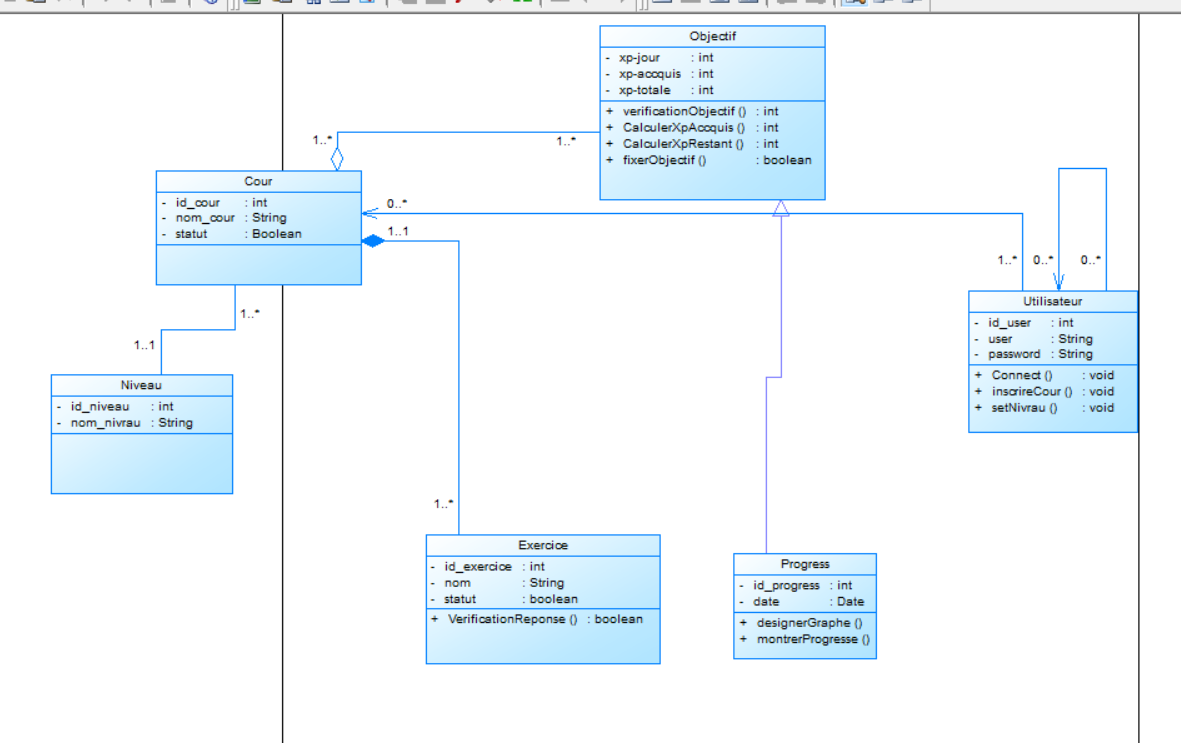 Objectif
- xp-jour : int
- xp-accquis : int
- xp-totale : int
+ verificationObjectif () : int
+ CalculerXpAccquis () : int
+ CalculerXpRestant () : int
+ fixerObjectif () : boolean
1..*
1..*
Cour
- id_cour : int
- nom_cour : String
- statut : Boolean
0..*
1..1
1..*
0..*
0..*
Utilisateur
- id_user : int
- user : String
- password : String
+ Connect () : void
+ inscrireCour () : void
+ setNivrau () : void
1..*
1..1
Niveau
- id_niveau : int
- nom_nivrau : String
1..*
Exercice
- id_exercice : int
- nom : String
- statut : boolean
+ VerificationReponse () : boolean
Progress
- id_progress : int
- date : Date
+ designerGraphe ()
+ montrerProgresse ()